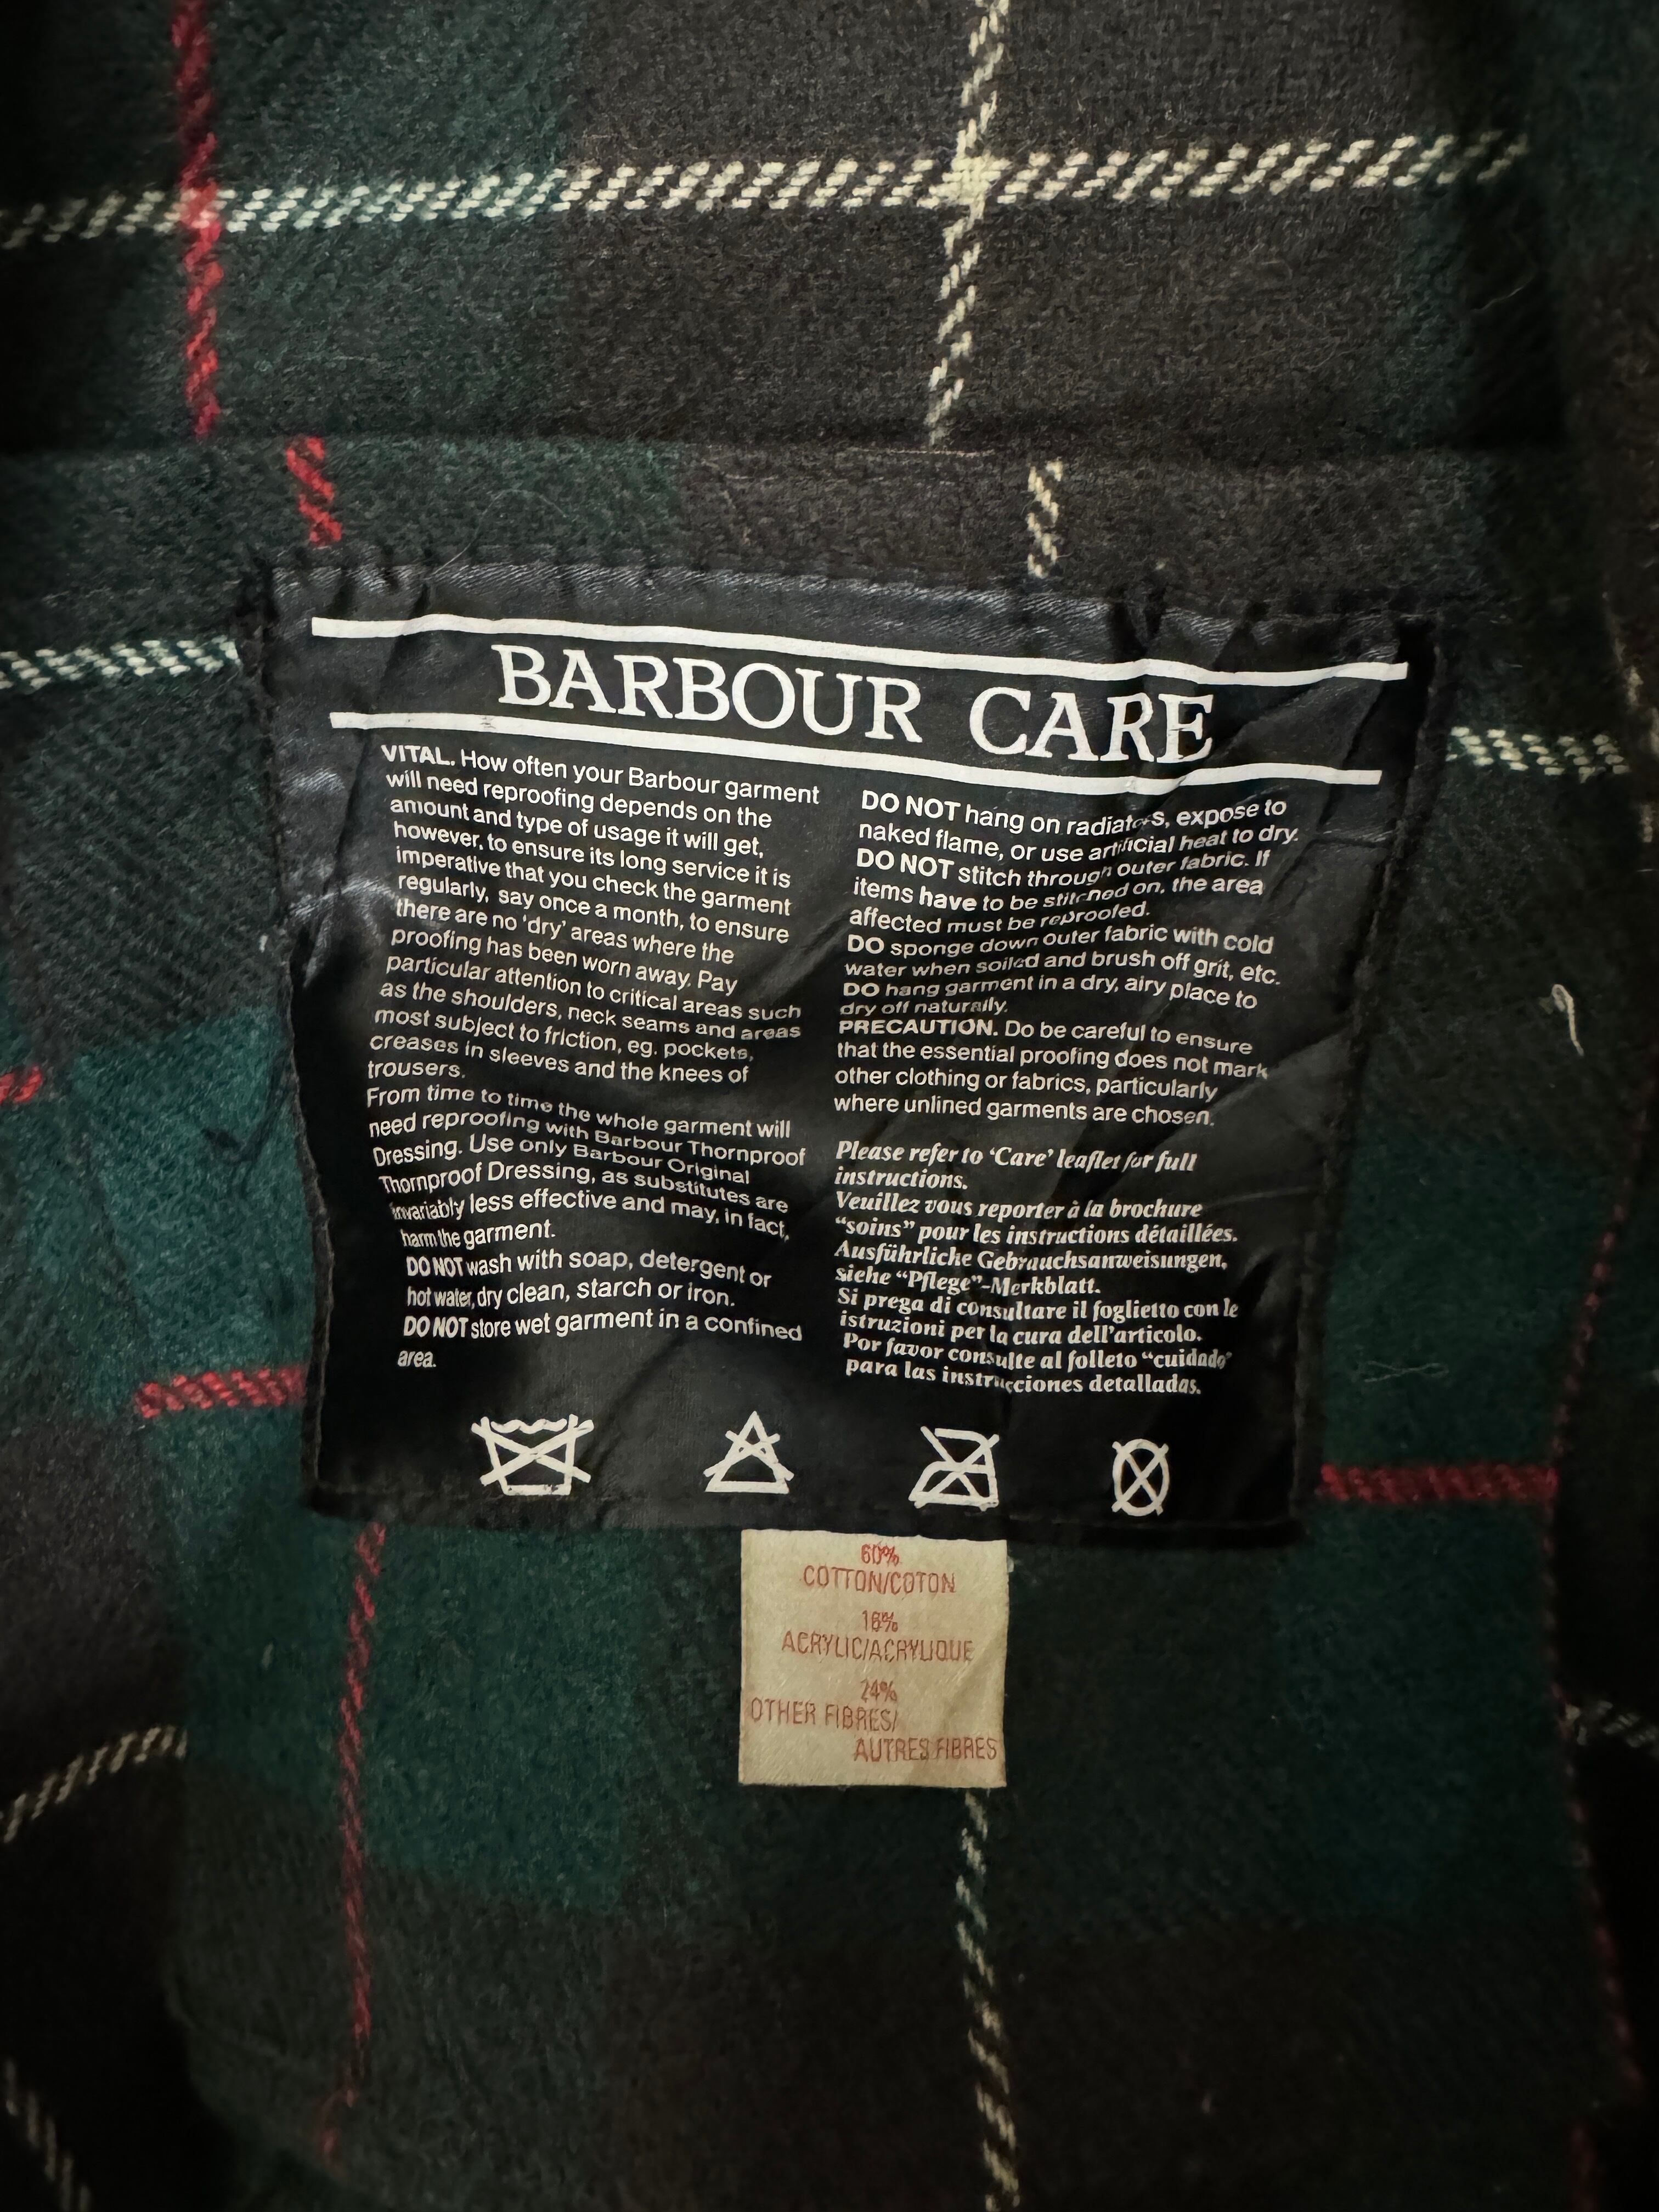 BARBOUR CARE
VITAL. How often your Barbour garment
will need reproofing depends on the
amount and type of usage it will get,
however, to ensure its long service it is
imperative that you check the garment
regularly, say once a month, to ensure
there are no ‘dry’ areas where the
proofing has been worn away. Pay
particular attention to critical areas such
as the shoulders, neck seams and areas
most subject to friction, eg. pockets,
creases in sleeves and the knees of
trousers.
From time to time the whole garment will
need reproofing with Barbour Thornproof
Dressing. Use only Barbour Original
Thornproof Dressing, as substitutes are
invariably less effective and may, in fact,
harm the garment.
DO NOT wash with soap, detergent or
hot water, dry clean, starch or iron.
DO NOT store wet garment in a confined
area.
DO NOT hang on radiators, expose to
naked flame, or use artificial heat to dry.
DO NOT stitch through outer fabric. If
items have to be stitched on, the area
affected must be reproofed.
DO sponge down outer fabric with cold
water when soiled and brush off grit, etc.
DO hang garment in a dry, airy place to
dry off naturally.
PRECAUTION. Do be careful to ensure
that the essential proofing does not mark
other clothing or fabrics, particularly
where unlined garments are chosen.
Please refer to ‘Care’ leaflet for full
instructions.
Veuillez vous reporter à la brochure
“soins” pour les instructions détaillées.
Ausführliche Gebrauchsanweisungen,
siehe “Pflege”-Merkblatt.
Si prega di consultare il foglietto con le
istruzioni per la cura dell’articolo.
Por favor consulte al folleto “cuidado”
para las instrucciones detalladas.
60%
COTTON/COTON
16%
ACRYLIC/ACRYLIQUE
24%
OTHER FIBRES/
AUTRES FIBRES